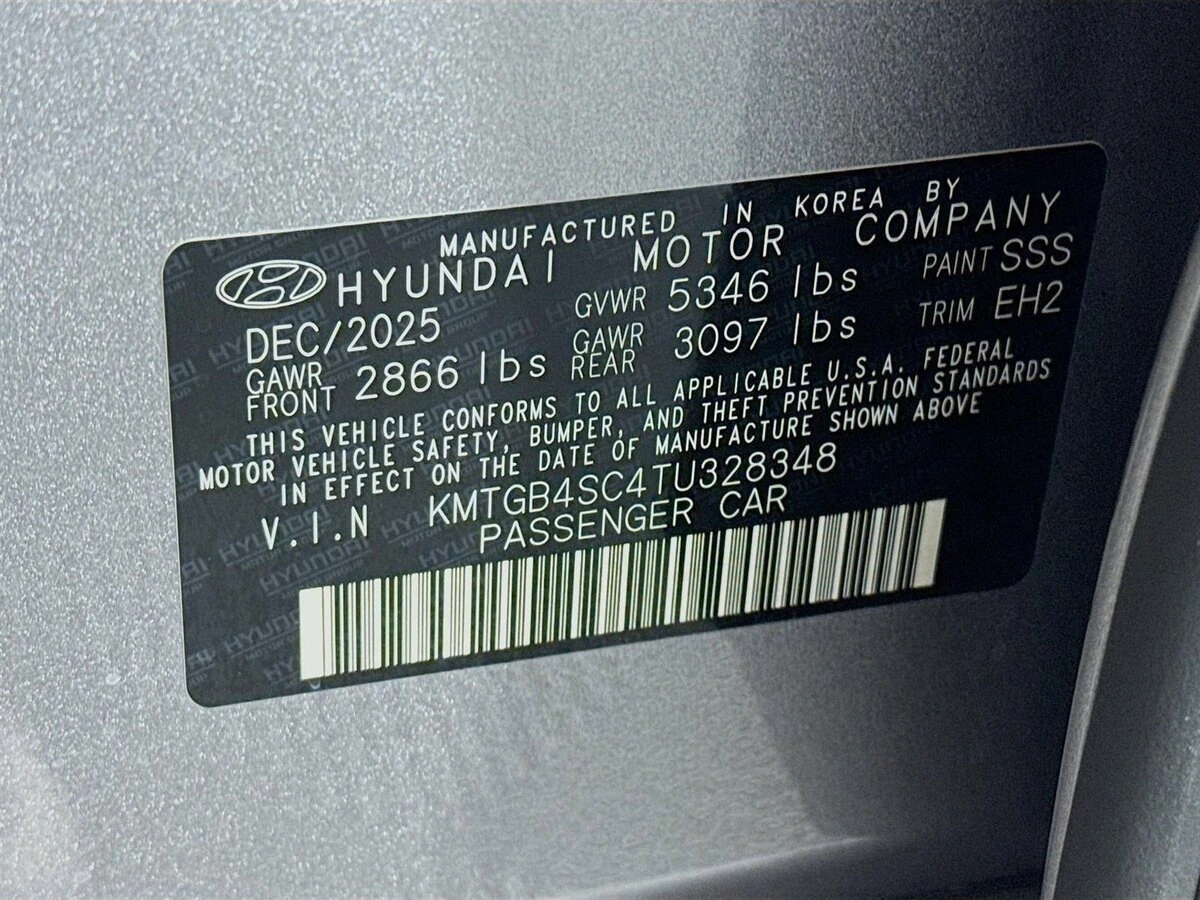 MANUFACTURED IN KOREA BY
HYUNDAI MOTOR COMPANY
DEC/2025 GVWR 5346 lbs PAINT SSS
GAWR FRONT 2866 lbs GAWR REAR 3097 lbs TRIM EH2
THIS VEHICLE CONFORMS TO ALL APPLICABLE U.S.A. FEDERAL
MOTOR VEHICLE SAFETY, BUMPER, AND THEFT PREVENTION STANDARDS
IN EFFECT ON THE DATE OF MANUFACTURE SHOWN ABOVE
V.I.N KMTGB4SC4TU328348
PASSENGER CAR